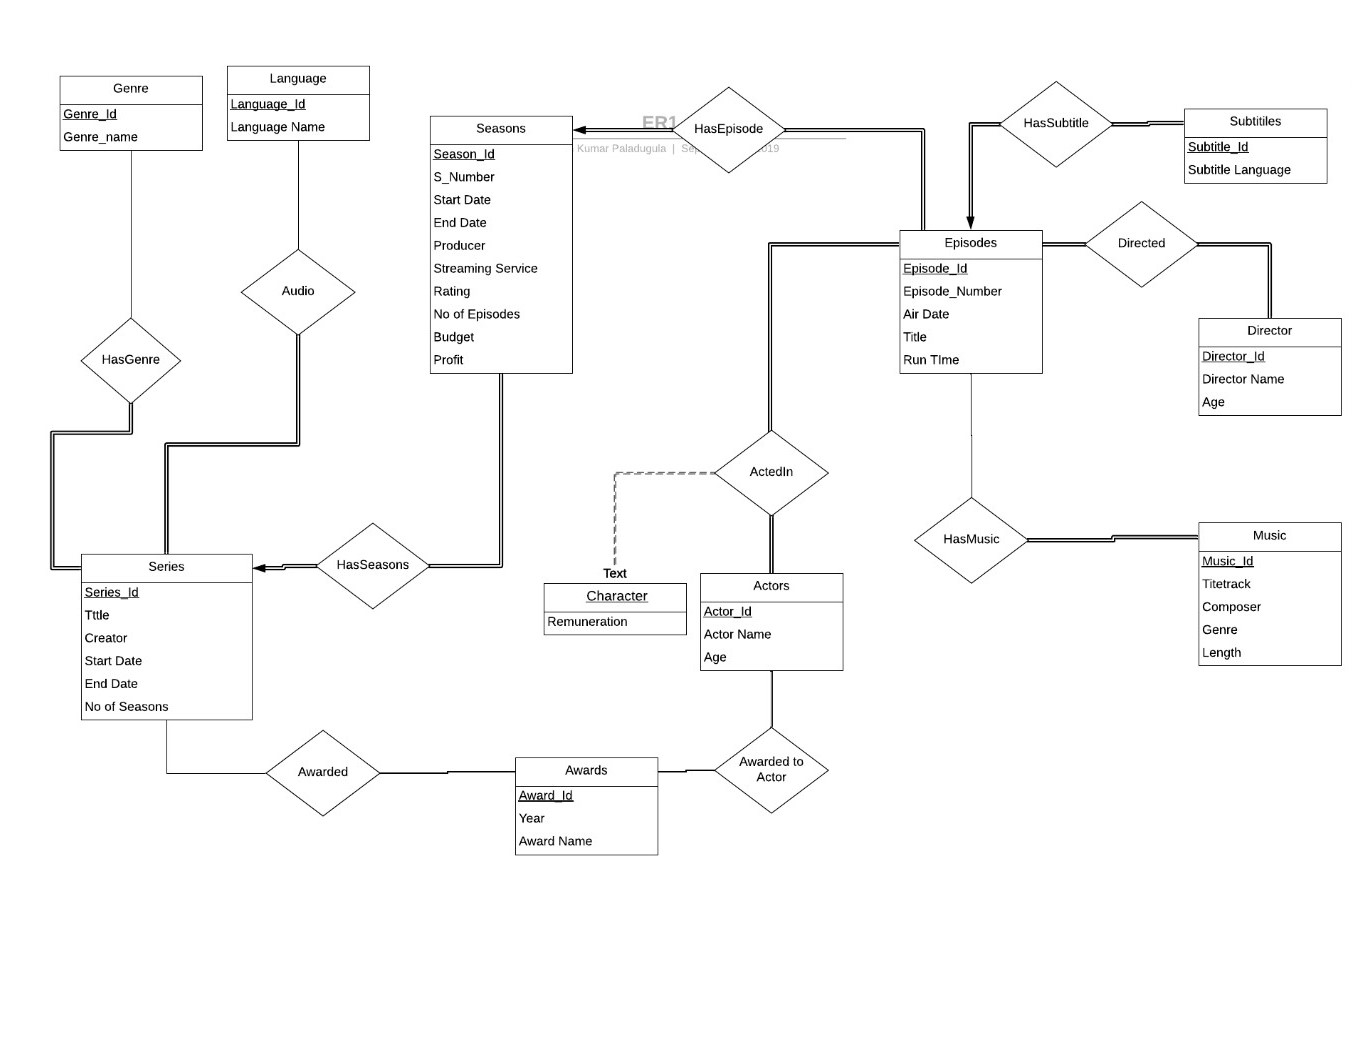 Genre
Genre_Id
Genre_name
Language
Language_Id
Language Name
HasGenre
Audio
Seasons
Season_Id
S_Number
Start Date
End Date
Producer
Streaming Service
Rating
No of Episodes
Budget
Profit
ER1
Kumar Paladugula | Sep 2019
HasEpisode
HasSubtitle
Subtitiles
Subtitle_Id
Subtitle Language
Episodes
Episode_Id
Episode_Number
Air Date
Title
Run TIme
Directed
Director
Director_Id
Director Name
Age
ActedIn
HasMusic
Music
Music_Id
Titetrack
Composer
Genre
Length
Series
Series_Id
Tttle
Creator
Start Date
End Date
No of Seasons
HasSeasons
Text
Character
Remuneration
Actors
Actor_Id
Actor Name
Age
Awarded
Awards
Award_Id
Year
Award Name
Awarded to
Actor